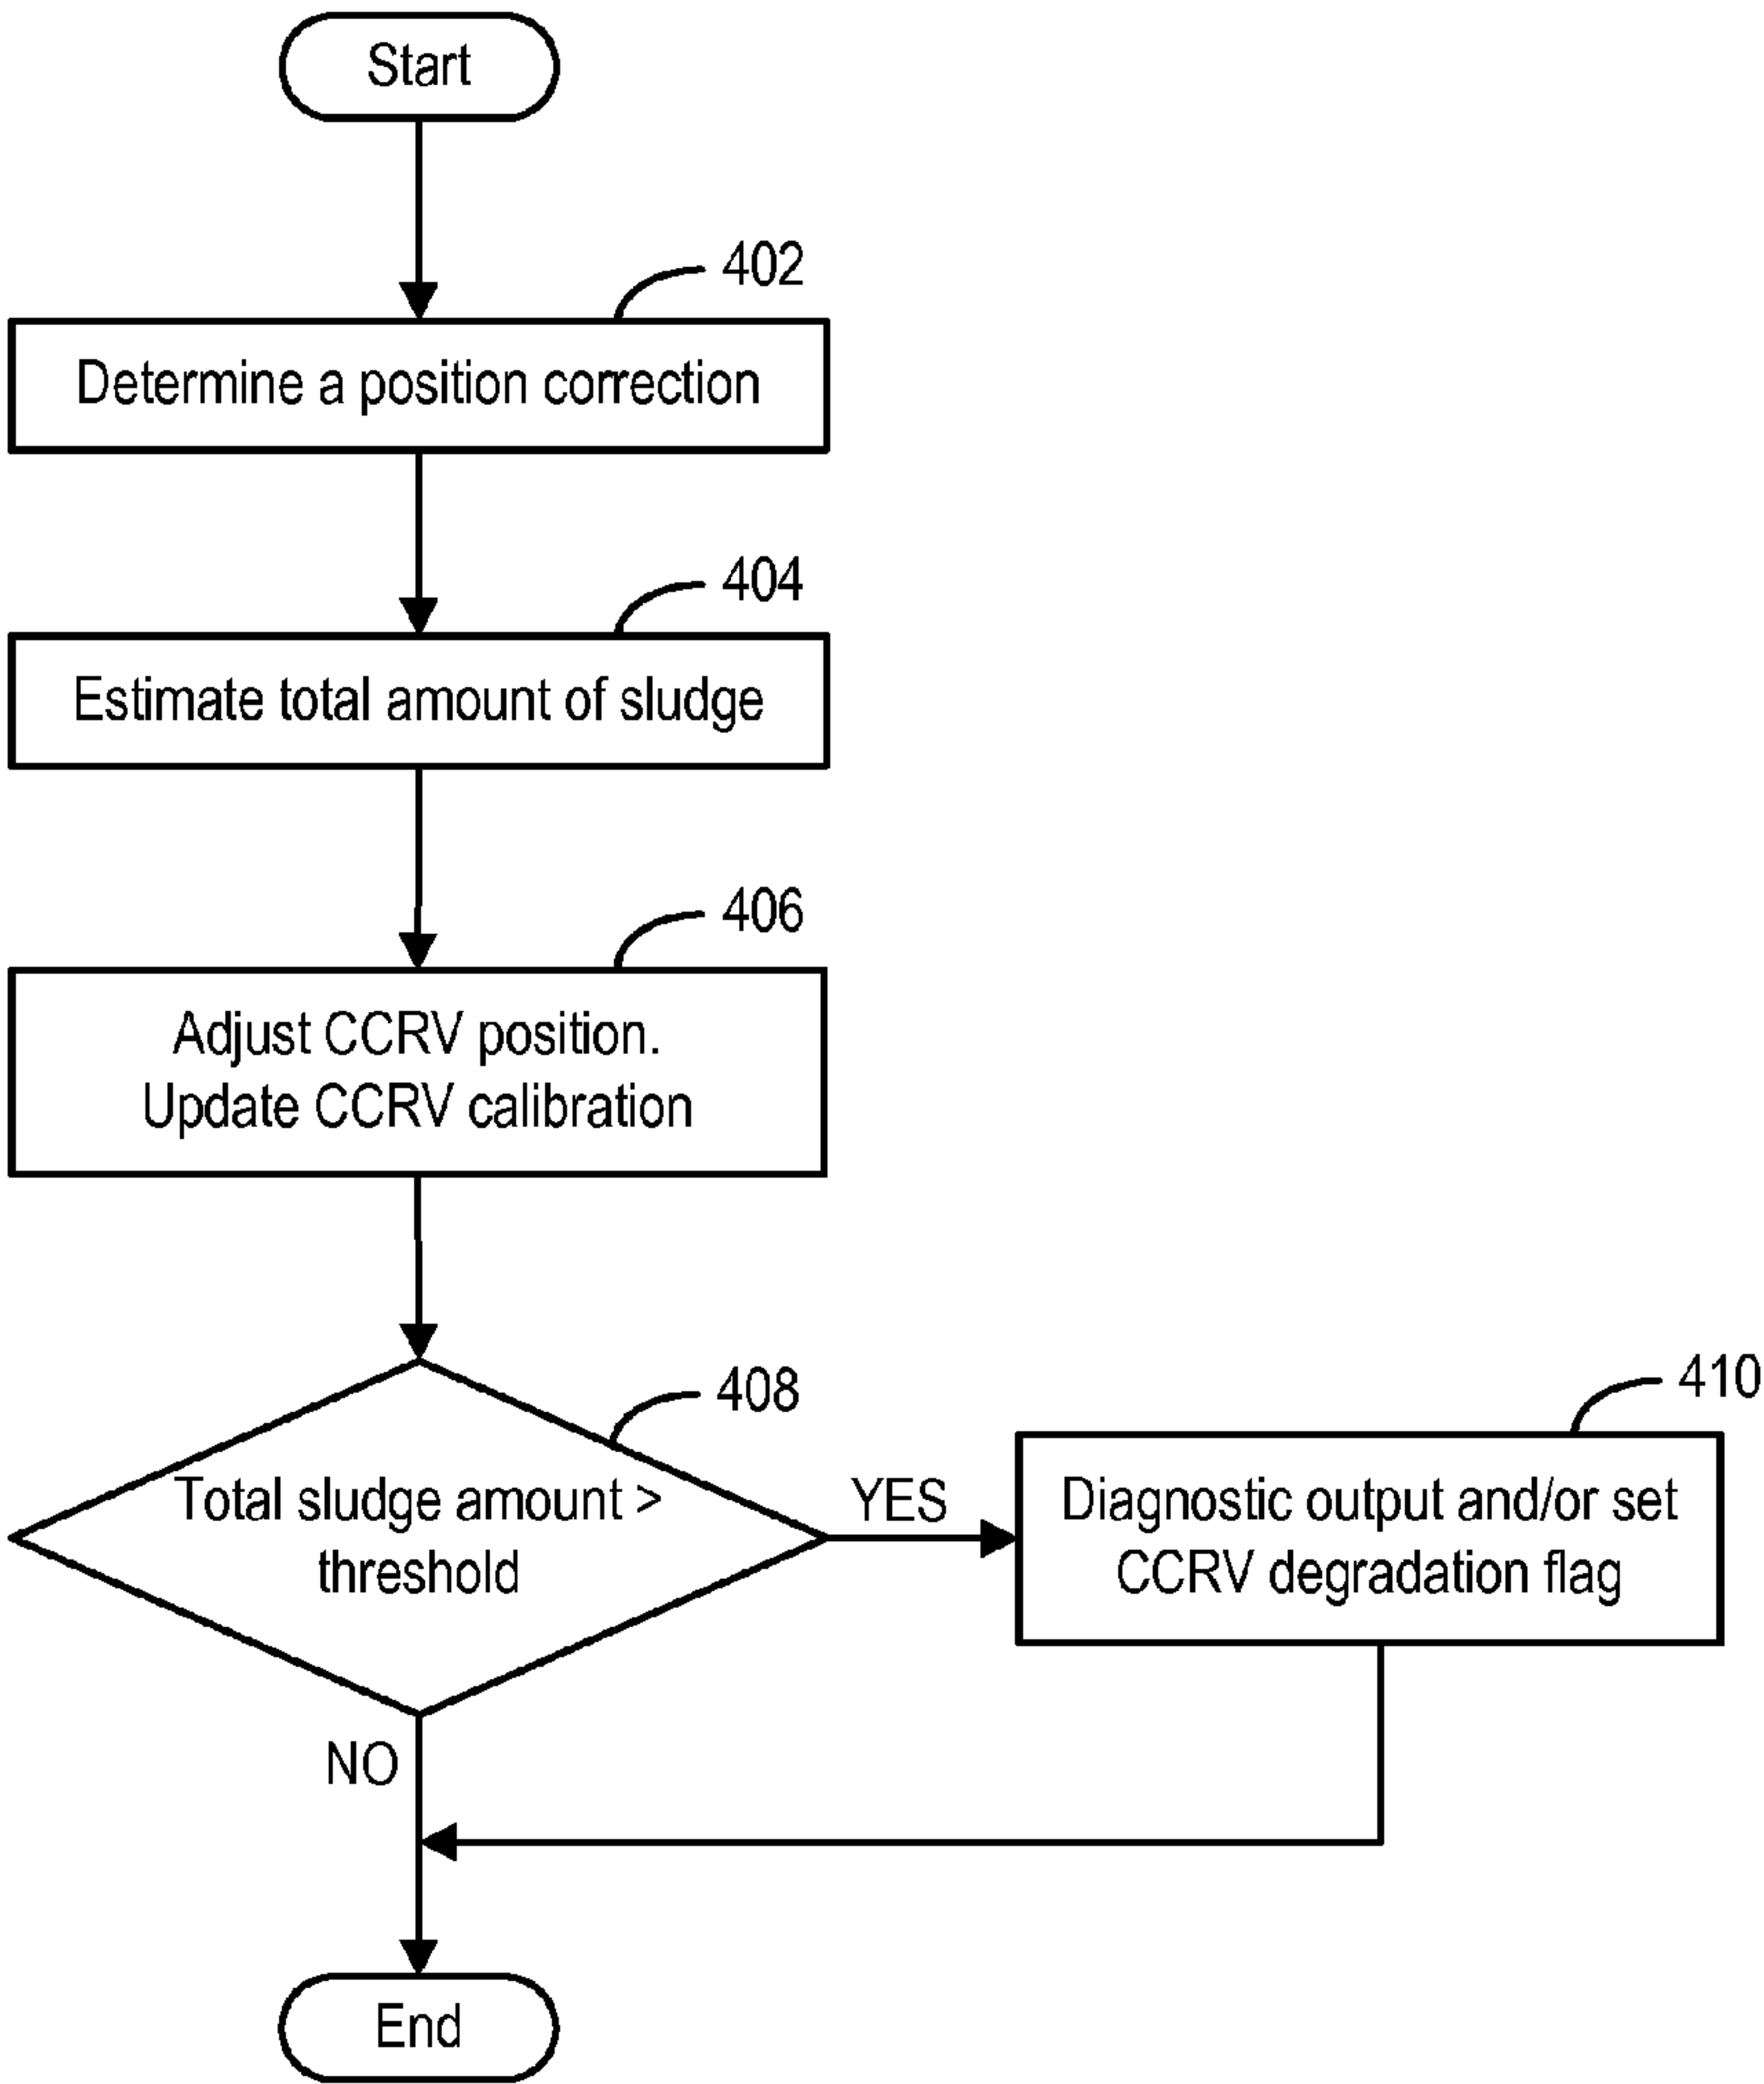 Start
402
Determine a position correction
404
Estimate total amount of sludge
406
Adjust CCRV position.
Update CCRV calibration
408
Total sludge amount >
threshold
YES
410
Diagnostic output and/or set
CCRV degradation flag
NO
End